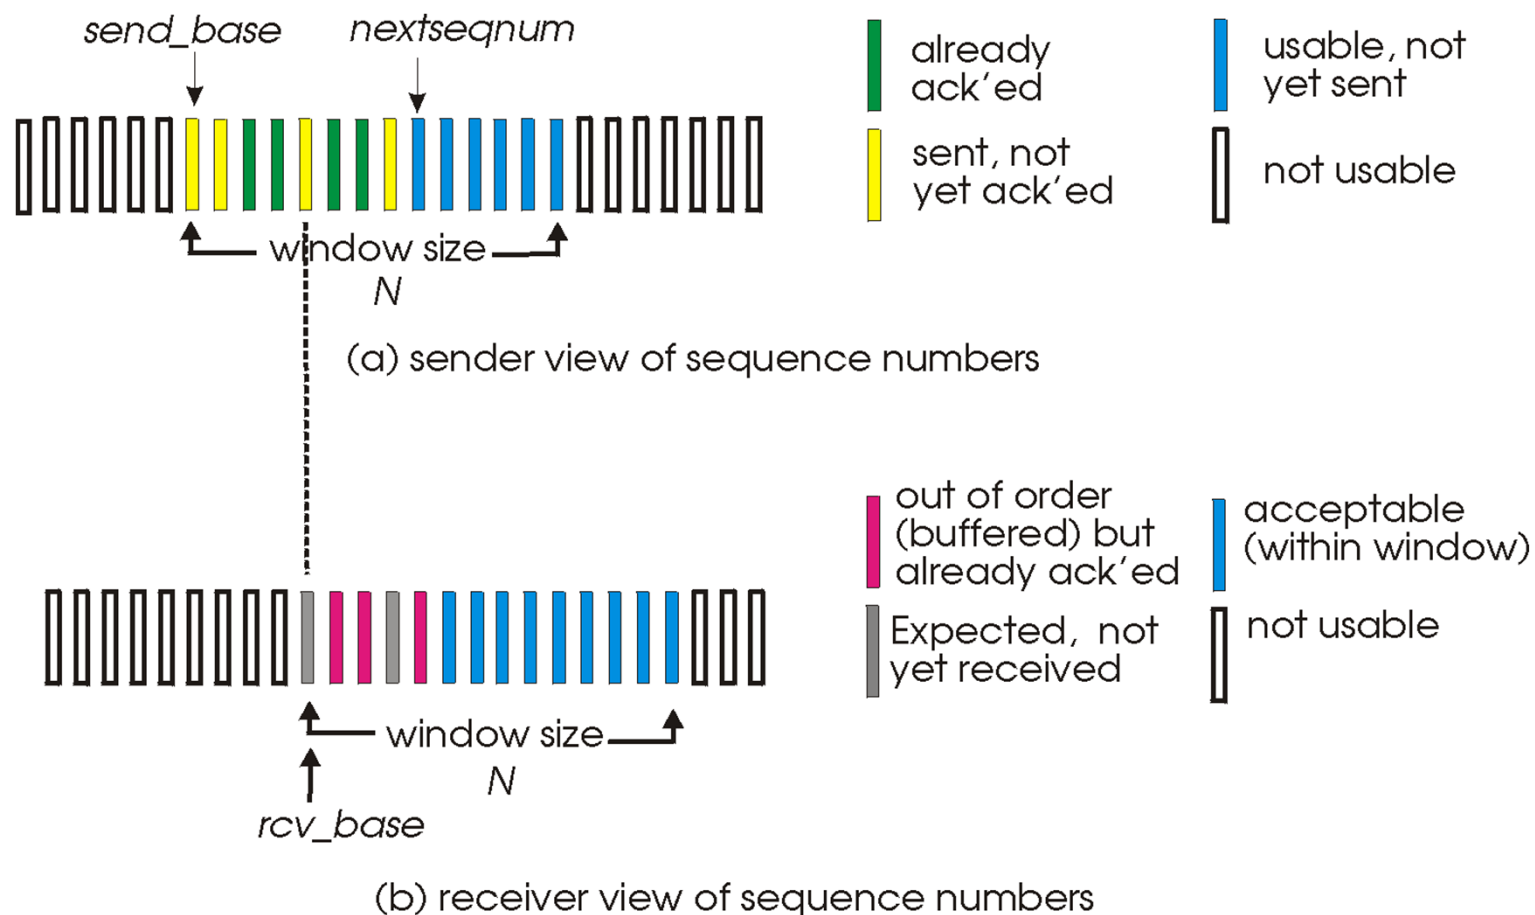 send_base
nextseqnum
already
ack'ed
usable, not
yet sent
sent, not
yet ack'ed
not usable
window size
N
(a) sender view of sequence numbers
out of order
(buffered) but
already ack'ed
acceptable
(within window)
Expected, not
yet received
not usable
window size
N
rcv_base
(b) receiver view of sequence numbers